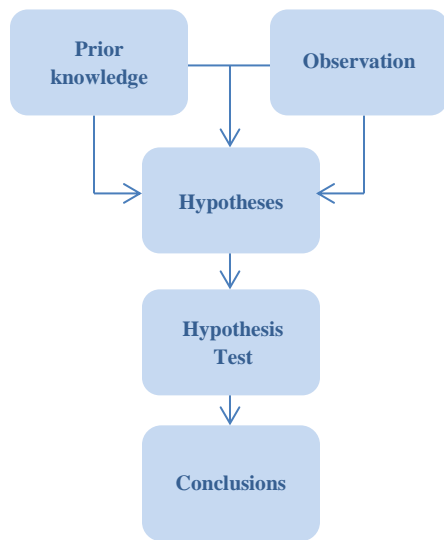 Prior
knowledge
Observation
Hypotheses
Hypothesis
Test
Conclusions